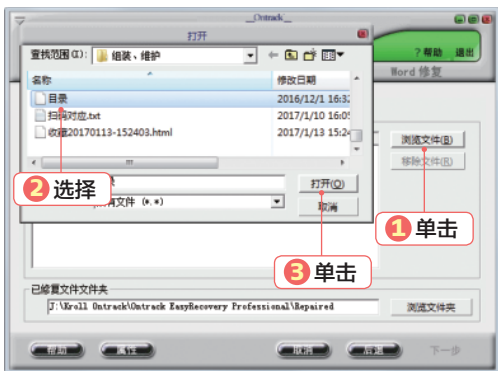 _Ontrack_
打开
?帮助 退出
查找范围(I): 组装、维护
Word 修复
名称 修改日期
目录 2016/12/1 16:3
扫描对应.txt 2017/1/10 16:0
收藏20170113-152403.html 2017/1/13 15:24
浏览文件(B)
移除文件(R)
2 选择
打开(O)
文件 (*.*)
取消
1 单击
3 单击
已修复文件文件夹
J:\Kroll Ontrack\Ontrack EasyRecovery Professional\Repaired
浏览文件夹
帮助 属性 取消 后退 下一步